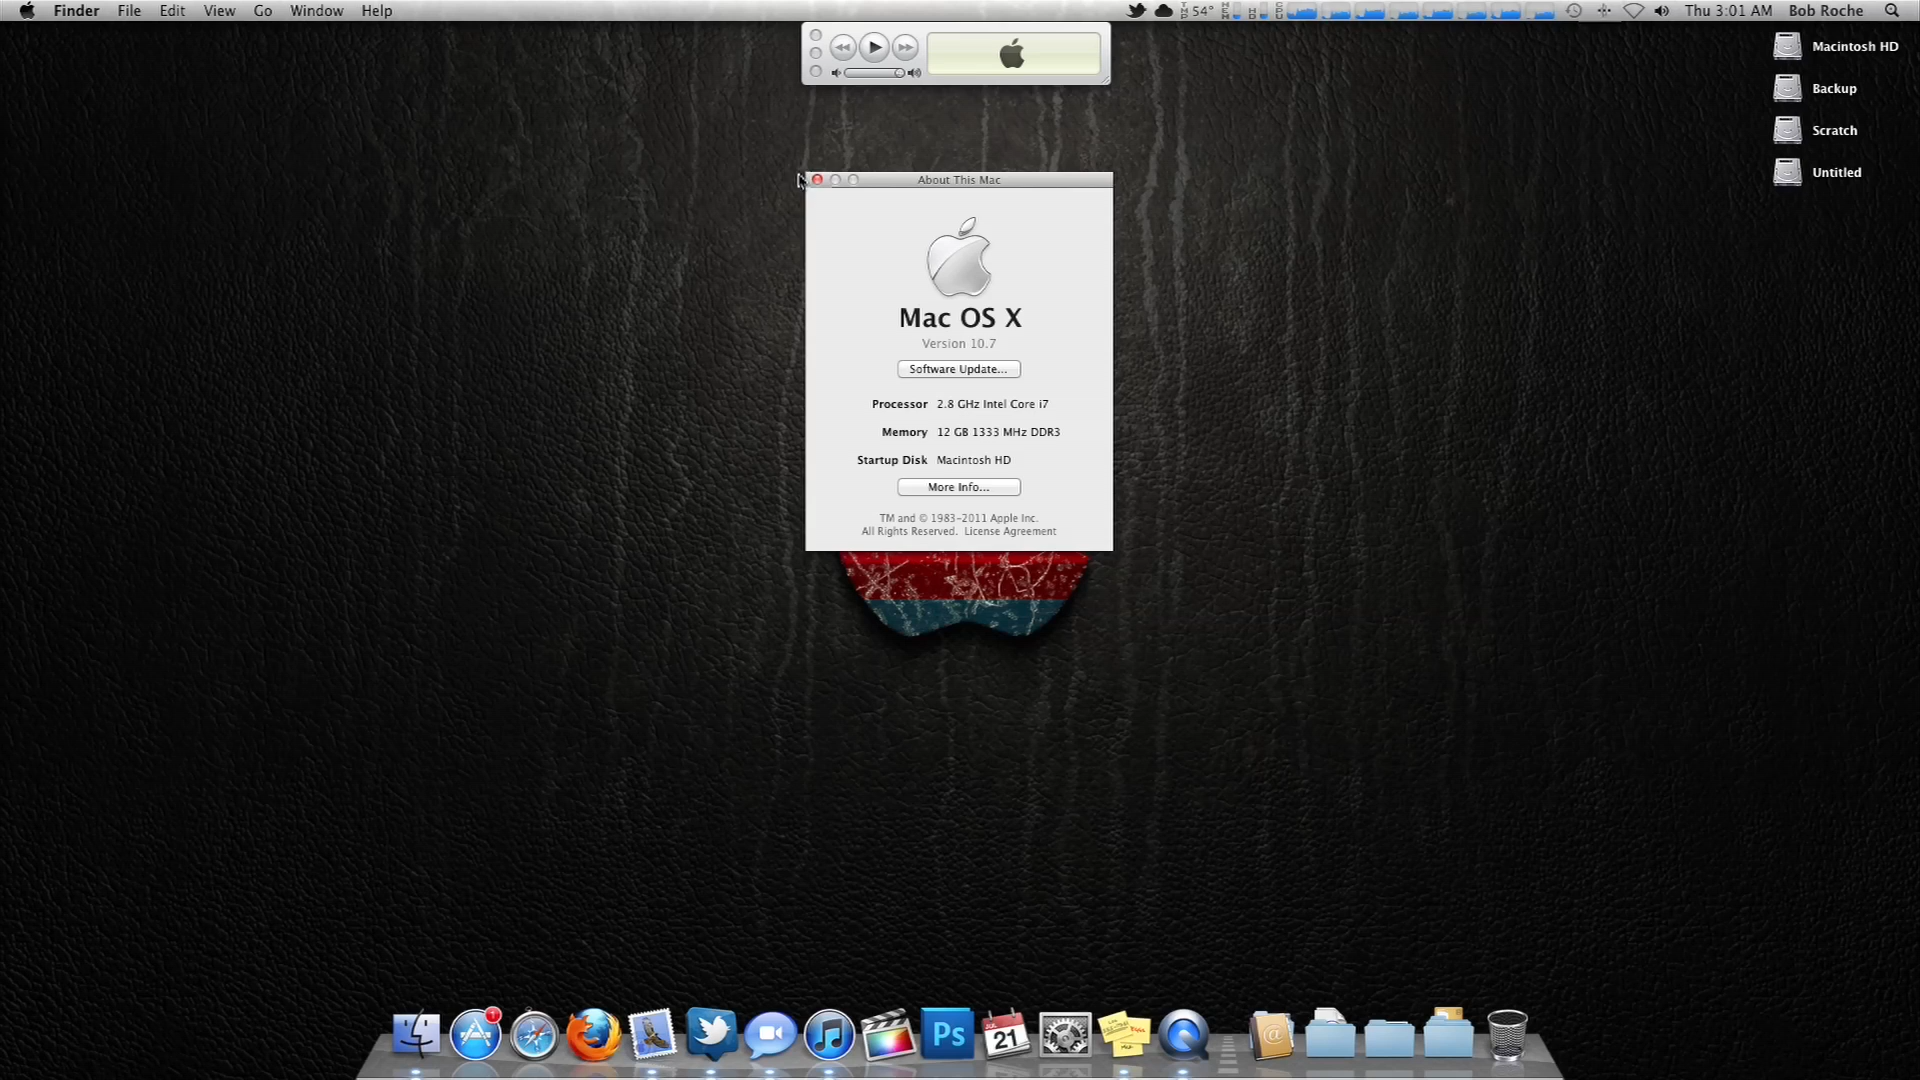 Finder File Edit View Go Window Help
54° Thu 3:01 AM Bob Roche
Macintosh HD
Backup
Scratch
Untitled
About This Mac
Mac OS X
Version 10.7
Software Update...
Processor 2.8 GHz Intel Core i7
Memory 12 GB 1333 MHz DDR3
Startup Disk Macintosh HD
More Info...
TM and © 1983-2011 Apple Inc.
All Rights Reserved. License Agreement
1
Ps
JUL
21
@